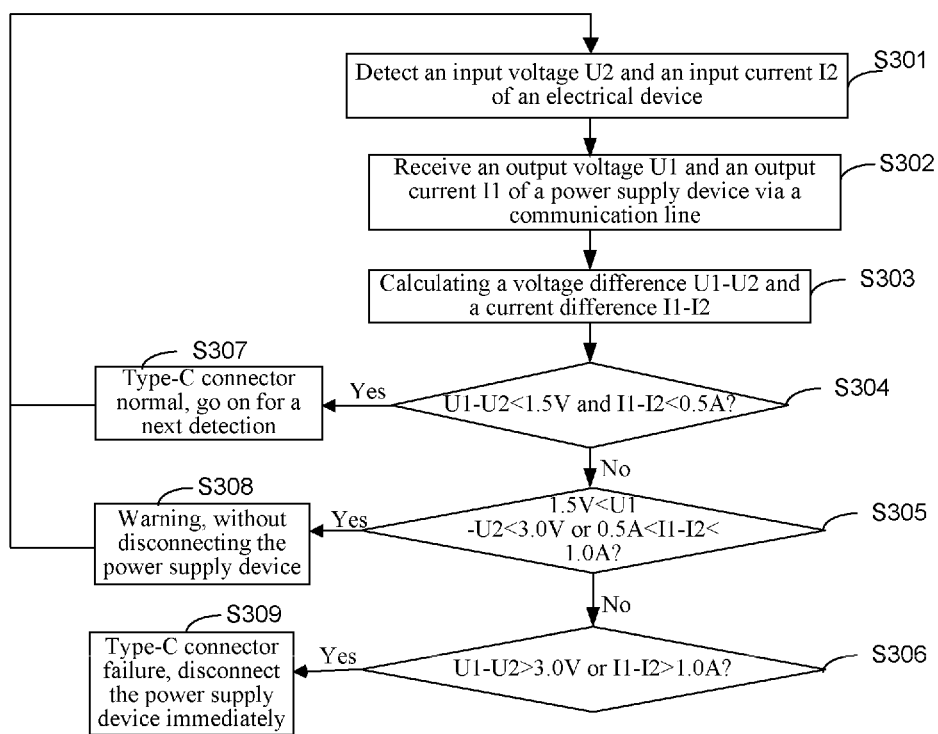 S301
Detect an input voltage U2 and an input current I2
of an electrical device
S302
Receive an output voltage U1 and an output
current I1 of a power supply device via a
communication line
S303
Calculating a voltage difference U1-U2 and
a current difference I1-I2
S307
Type-C connector
normal, go on for a
next detection
Yes
S304
U1-U2<1.5V and I1-I2<0.5A?
No
S308
Warning, without
disconnecting the
power supply device
Yes
S305
1.5V<U1
-U2<3.0V or 0.5A<I1-I2<
1.0A?
No
S309
Type-C connector
failure, disconnect
the power supply
device immediately
Yes
S306
U1-U2>3.0V or I1-I2>1.0A?